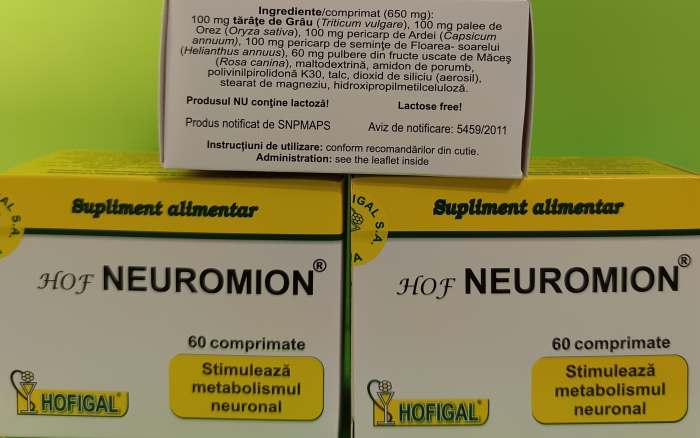 Ingrediente/comprimat (650 mg):
100 mg tărâțe de Grâu (Triticum vulgare), 100 mg palee de
Orez (Oryza sativa), 100 mg pericarp de Ardei (Capsicum
annuum), 100 mg pericarp de semințe de Floarea- soarelui
(Helianthus annuus), 60 mg pulbere din fructe uscate de Măceș
(Rosa canina), maltodextrină, amidon de porumb,
polivinilpirolidonă K30, talc, dioxid de siliciu (aerosil),
stearat de magneziu, hidroxipropilmetilceluloză.
Produsul NU conține lactoză! Lactose free!
Produs notificat de SNPMAPS Aviz de notificare: 5459/2011
Instrucțiuni de utilizare: conform recomandărilor din cutie.
Administration: see the leaflet inside
Supliment alimentar
HOF NEUROMION®
60 comprimate
Stimulează
metabolismul
neuronal
HOFIGAL®
IGAL S.A.
Supliment alimentar
HOF NEUROMION®
60 comprimate
Stimulează
metabolismul
neuronal
HOFIGAL®